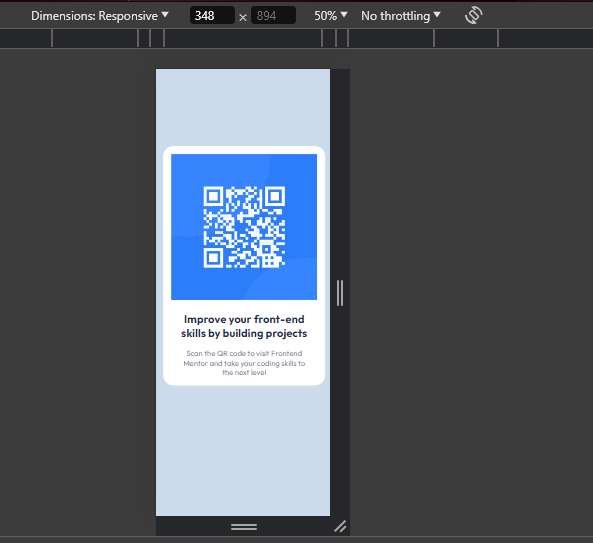 Dimensions: Responsive ▼ 348 × 894 50% ▼ No throttling ▼
Improve your front-end
skills by building projects
Scan the QR code to visit Frontend
Mentor and take your coding skills to
the next level